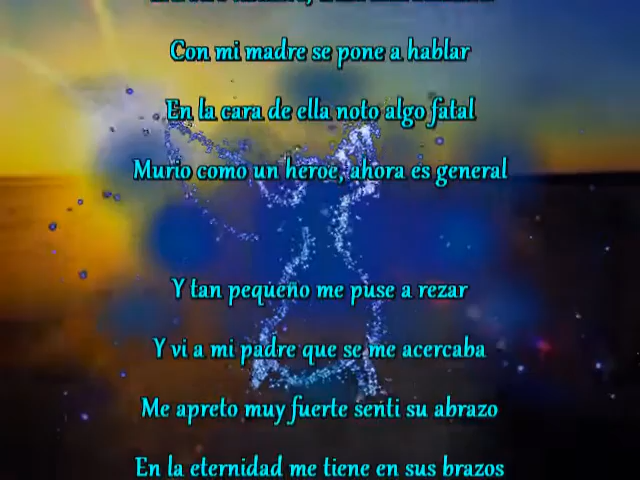 Con mi madre se pone a hablar
En la cara de ella noto algo fatal
Murio como un heroe, ahora es general
Y tan pequeño me puse a rezar
Y vi a mi padre que se me acercaba
Me apreto muy fuerte senti su abrazo
En la eternidad me tiene en sus brazos